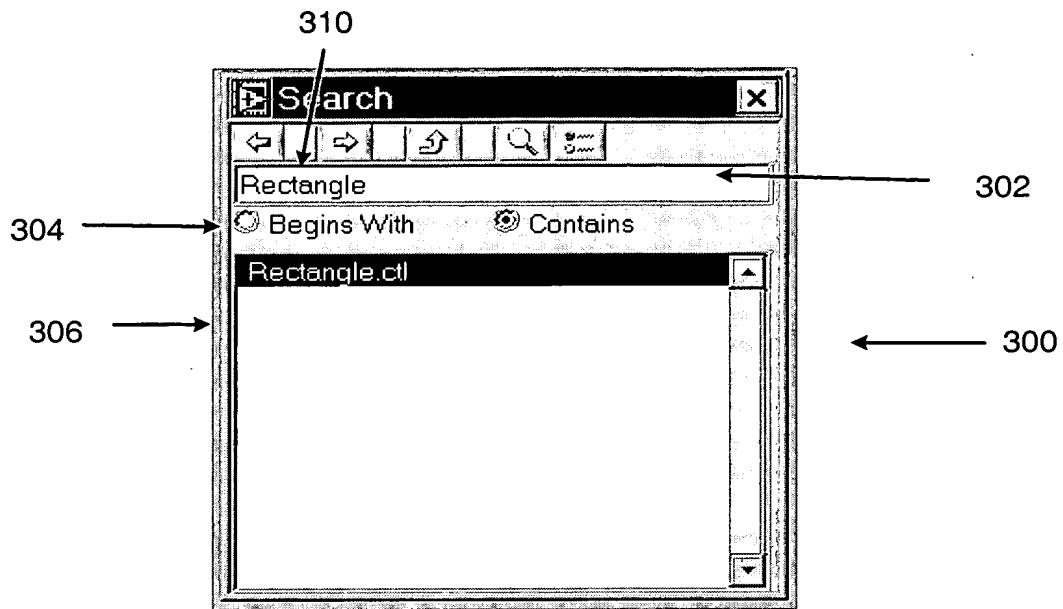 310
Search
Rectangle
302
304
Begins With
Contains
Rectangle.ctl
306
300